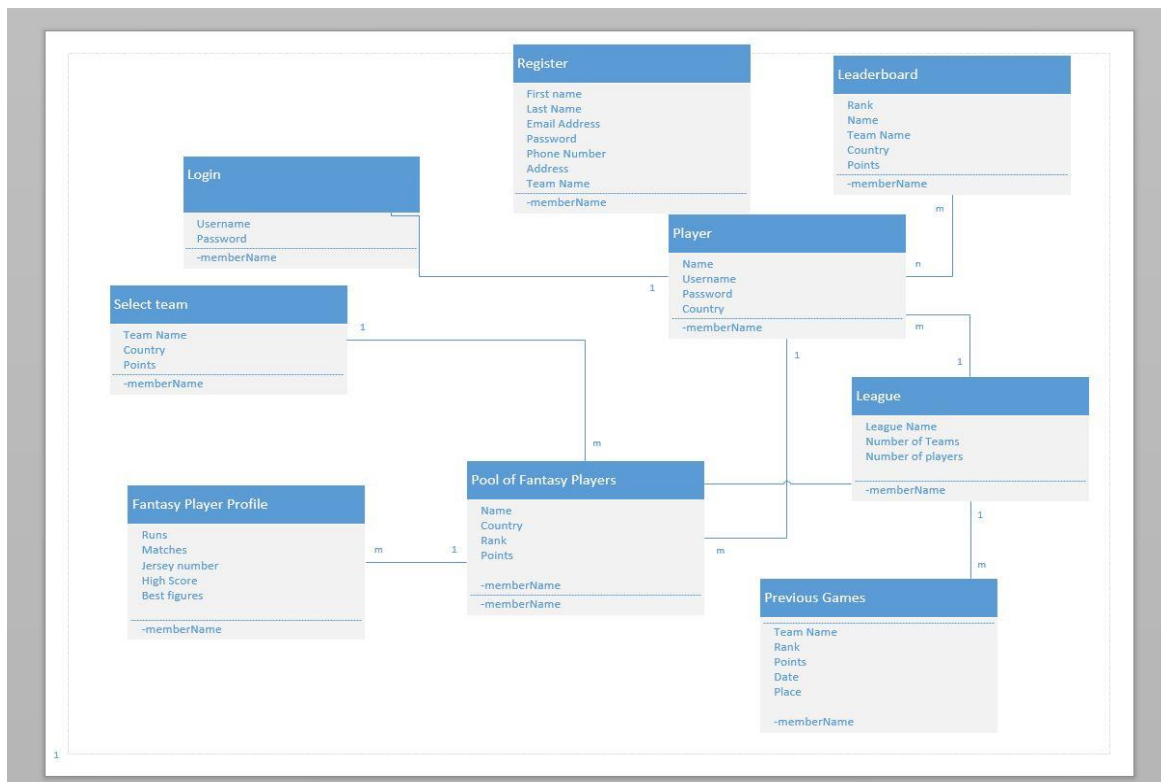 Register
First name
Last Name
Email Address
Password
Phone Number
Address
Team Name
-memberName
Leaderboard
Rank
Name
Team Name
Country
Points
-memberName
m
Login
Username
Password
-memberName
Player
Name
Username
Password
Country
-memberName
n
1
m
1
1
Select team
Team Name
Country
Points
-memberName
1
m
League
League Name
Number of Teams
Number of players
-memberName
1
m
Pool of Fantasy Players
Name
Country
Rank
Points
-memberName
-memberName
m
Fantasy Player Profile
Runs
Matches
Jersey number
High Score
Best figures
-memberName
m
1
Previous Games
Team Name
Rank
Points
Date
Place
-memberName
1